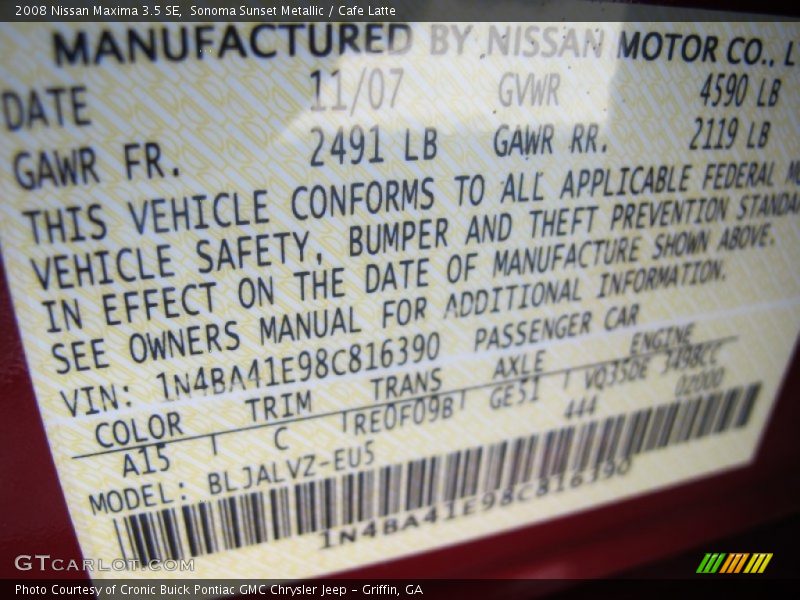 2008 Nissan Maxima 3.5 SE, Sonoma Sunset Metallic / Cafe Latte
MANUFACTURED BY NISSAN MOTOR CO., L
DATE 11/07 GVWR 4590 LB
GAWR FR. 2491 LB GAWR RR. 2119 LB
THIS VEHICLE CONFORMS TO ALL APPLICABLE FEDERAL MO
VEHICLE SAFETY, BUMPER AND THEFT PREVENTION STANDA
IN EFFECT ON THE DATE OF MANUFACTURE SHOWN ABOVE.
SEE OWNERS MANUAL FOR ADDITIONAL INFORMATION.
VIN: 1N4BA41E98C816390 PASSENGER CAR
COLOR TRIM TRANS AXLE ENGINE
A15 C RE0F09B GE51 VQ35DE 3498CC
MODEL: BLJALVZ-EU5 444 02000
1N4BA41E98C816390
GTCARLOT.COM
Photo Courtesy of Cronic Buick Pontiac GMC Chrysler Jeep - Griffin, GA